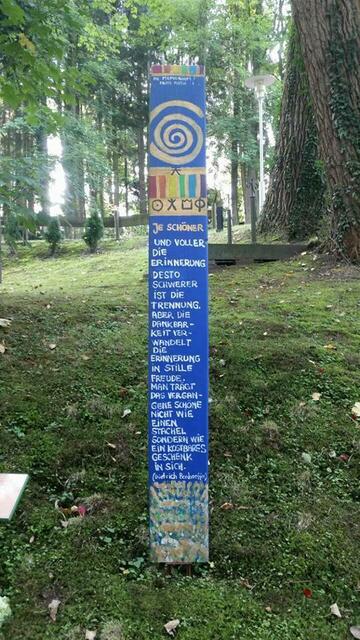 JE SCHÖNER
UND VOLLER
DIE
ERINNERUNG
DESTO
SCHWERER
IST DIE
TRENNUNG.
ABER DIE
DANKBAR-
KEIT VER-
WANDELT
DIE
ERINNERUNG
IN STILLE
FREUDE.
MAN TRÄGT
DAS VERGAN-
GENE SCHÖNE
NICHT WIE
EINEN
STACHEL
SONDERN WIE
EIN KOSTBARES
GESCHENK
IN SICH.
(Dietrich Bonhoeffer)